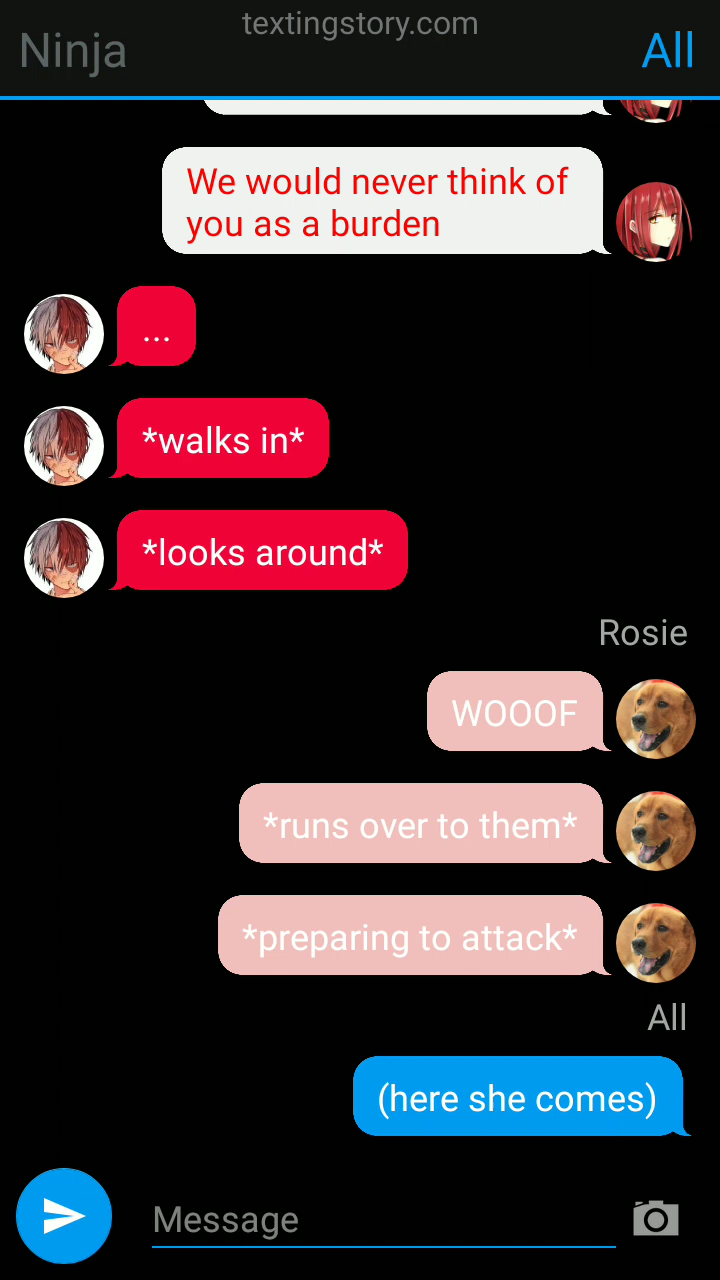 textingstory.com
Ninja
All
We would never think of
you as a burden
...
*walks in*
*looks around*
Rosie
WOOOF
*runs over to them*
*preparing to attack*
All
(here she comes)
Message